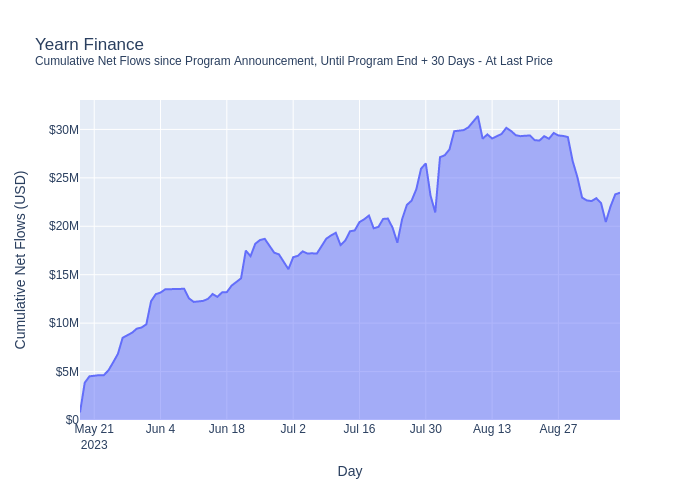 Yearn Finance
Cumulative Net Flows since Program Announcement, Until Program End + 30 Days - At Last Price
Cumulative Net Flows (USD)
$30M
$25M
$20M
$15M
$10M
$5M
$0
May 21 Jun 4 Jun 18 Jul 2 Jul 16 Jul 30 Aug 13 Aug 27
2023
Day